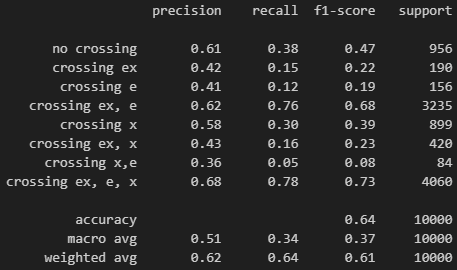 precision recall f1-score support
no crossing 0.61 0.38 0.47 956
crossing ex 0.42 0.15 0.22 190
crossing e 0.41 0.12 0.19 156
crossing ex, e 0.62 0.76 0.68 3235
crossing x 0.58 0.30 0.39 899
crossing ex, x 0.43 0.16 0.23 420
crossing x,e 0.36 0.05 0.08 84
crossing ex, e, x 0.68 0.78 0.73 4060
accuracy 0.64 10000
macro avg 0.51 0.34 0.37 10000
weighted avg 0.62 0.64 0.61 10000